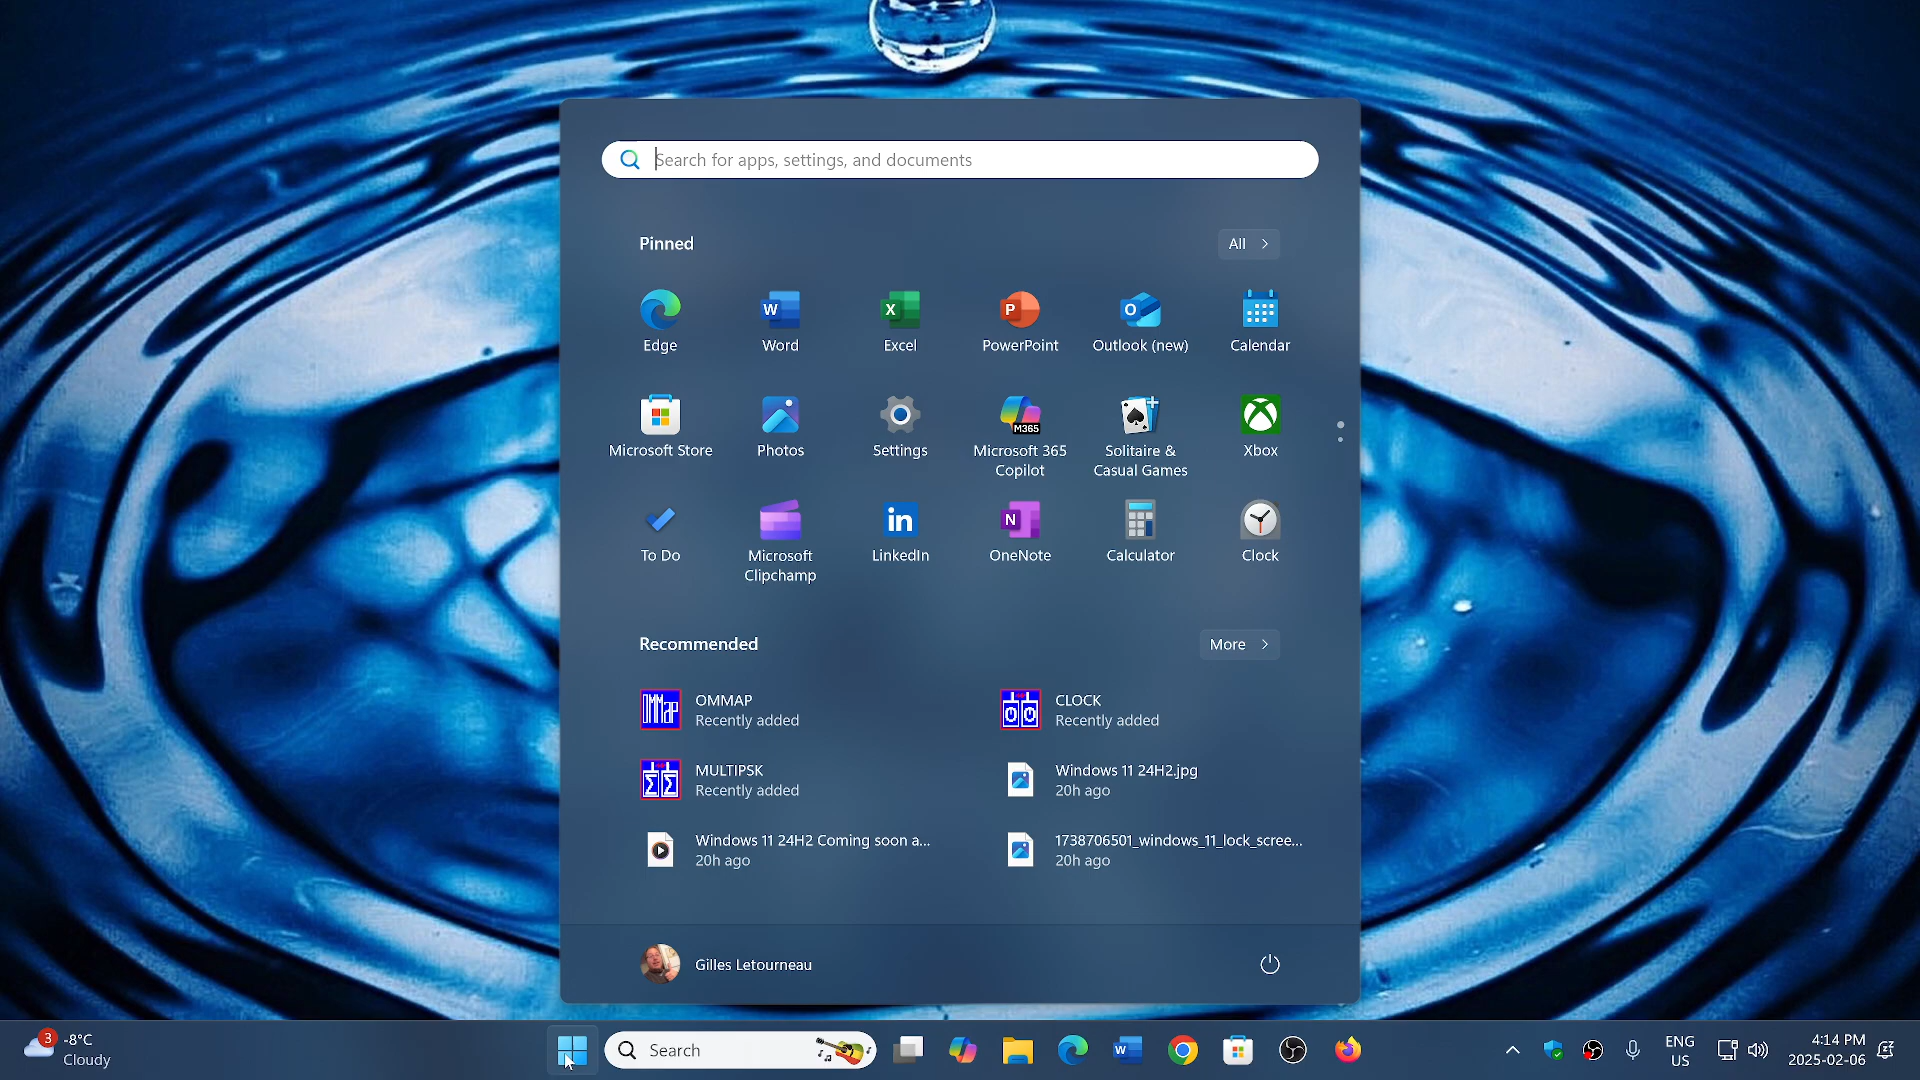 Search for apps, settings, and documents
Pinned
All
Edge
Word
Excel
PowerPoint
Outlook (new)
Calendar
Microsoft Store
Photos
Settings
M365
Microsoft 365
Copilot
Solitaire &
Casual Games
Xbox
To Do
Microsoft
Clipchamp
LinkedIn
OneNote
Calculator
Clock
Recommended
More
OMMAP
Recently added
CLOCK
Recently added
MULTIPSK
Recently added
Windows 11 24H2.jpg
20h ago
Windows 11 24H2 Coming soon a...
20h ago
1738706501_windows_11_lock_scree...
20h ago
Gilles Letourneau
3
-8°C
Cloudy
Search
ENG
US
4:14 PM
2025-02-06